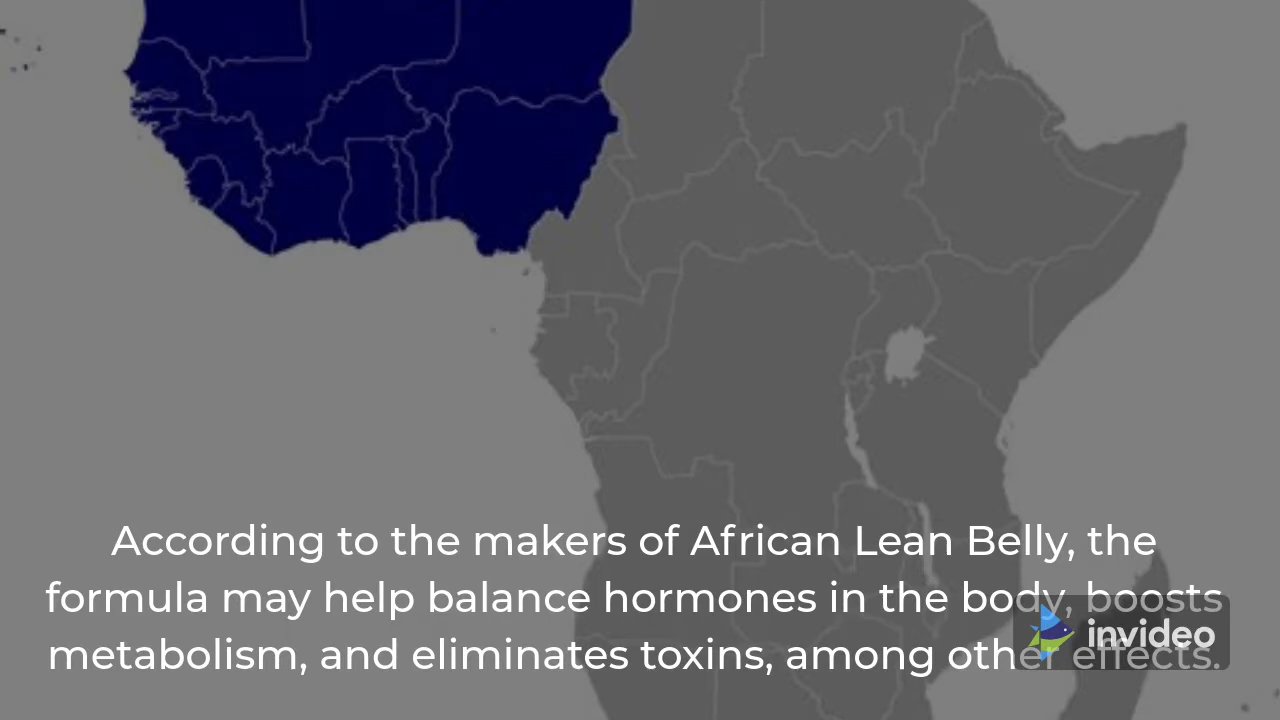 According to the makers of African Lean Belly, the
formula may help balance hormones in the body, boosts
metabolism, and eliminates toxins, among other effects.
invideo